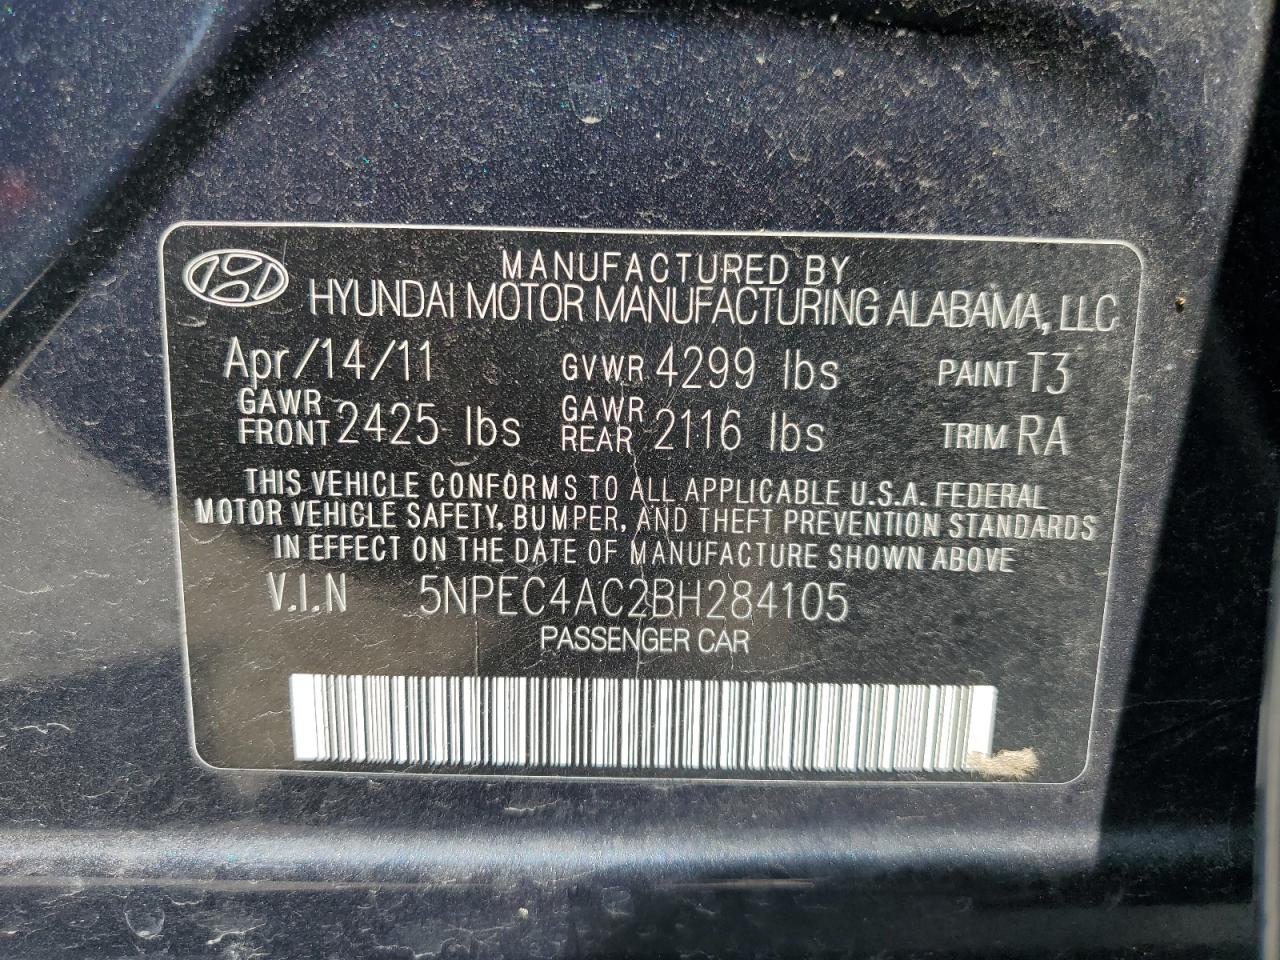 MANUFACTURED BY
HYUNDAI MOTOR MANUFACTURING ALABAMA, LLC
Apr/14/11 GVWR 4299 lbs PAINT T3
GAWR FRONT 2425 lbs GAWR REAR 2116 lbs TRIM RA
THIS VEHICLE CONFORMS TO ALL APPLICABLE U.S.A. FEDERAL
MOTOR VEHICLE SAFETY, BUMPER, AND THEFT PREVENTION STANDARDS
IN EFFECT ON THE DATE OF MANUFACTURE SHOWN ABOVE
V.I.N 5NPEC4AC2BH284105
PASSENGER CAR